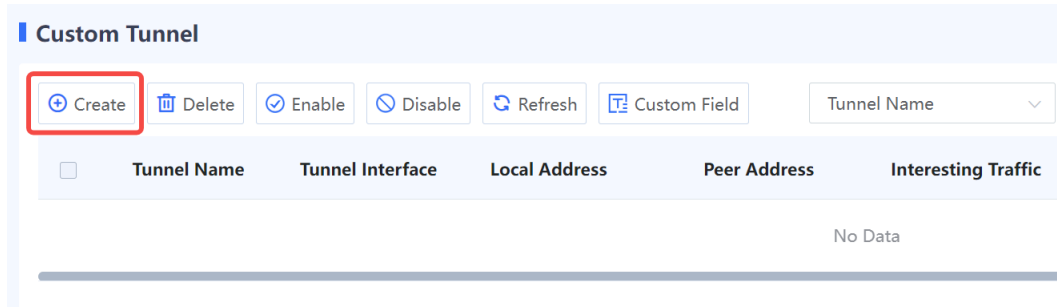 Custom Tunnel
Create Delete Enable Disable Refresh Custom Field Tunnel Name
Tunnel Name Tunnel Interface Local Address Peer Address Interesting Traffic
No Data